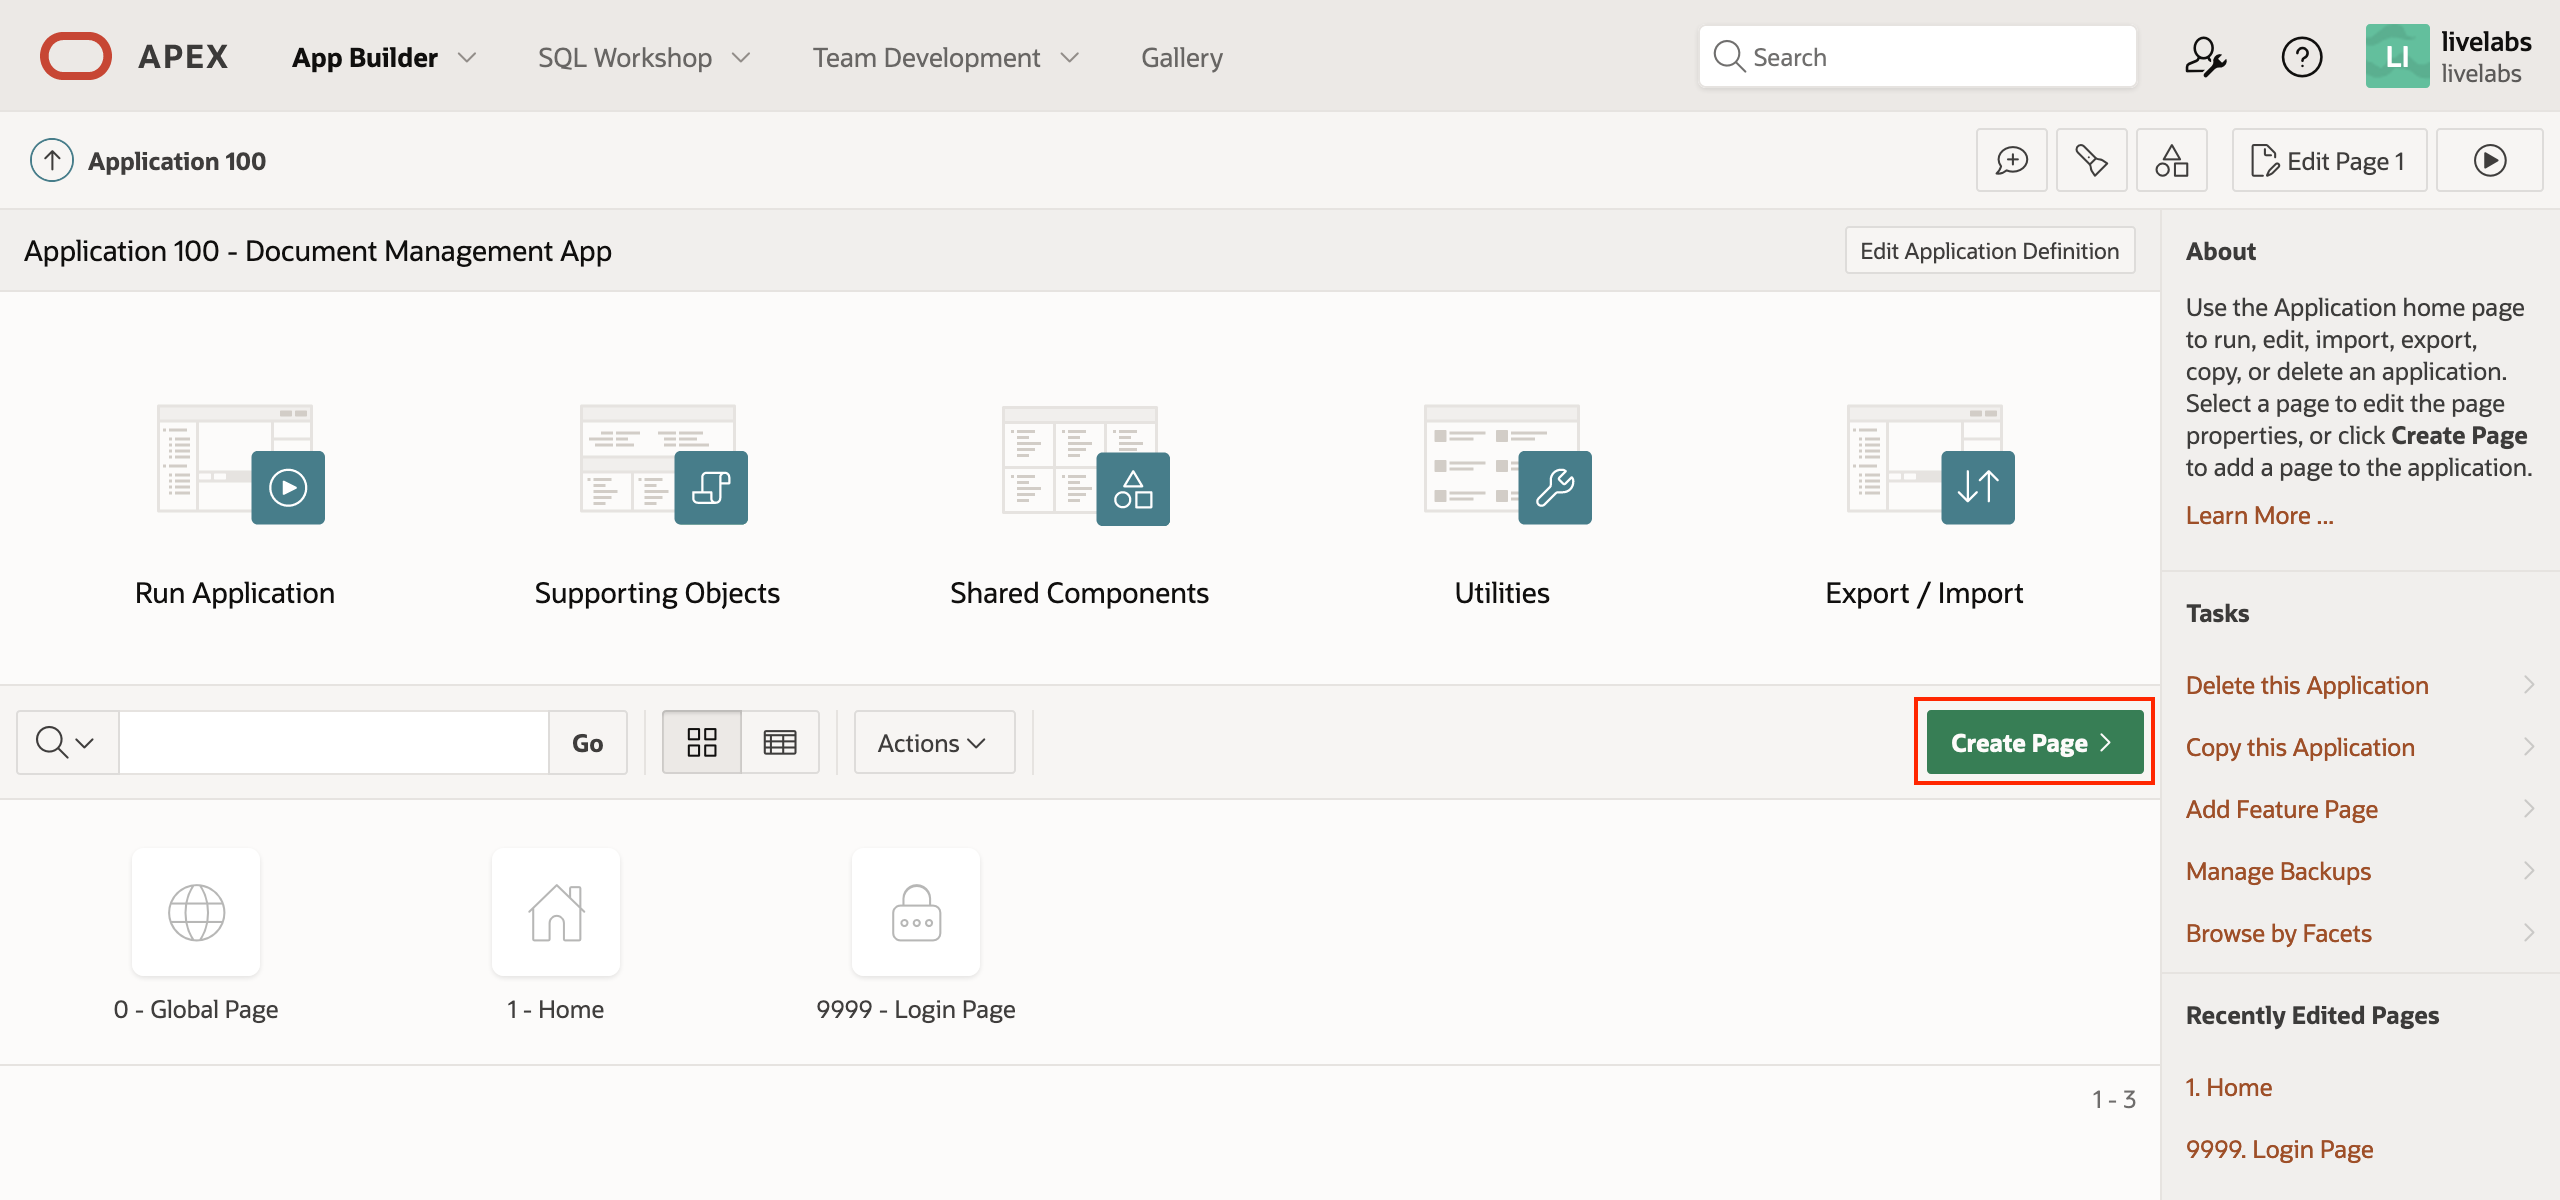 APEX
App Builder
SQL Workshop
Team Development
Gallery
Search
LI
livelabs
livelabs
Application 100
Edit Page 1
Application 100 - Document Management App
Edit Application Definition
Run Application
Supporting Objects
Shared Components
Utilities
Export / Import
Go
Actions
Create Page
0 - Global Page
1 - Home
9999 - Login Page
1 - 3
About
Use the Application home page
to run, edit, import, export,
copy, or delete an application.
Select a page to edit the page
properties, or click Create Page
to add a page to the application.
Learn More ...
Tasks
Delete this Application
Copy this Application
Add Feature Page
Manage Backups
Browse by Facets
Recently Edited Pages
1. Home
9999. Login Page